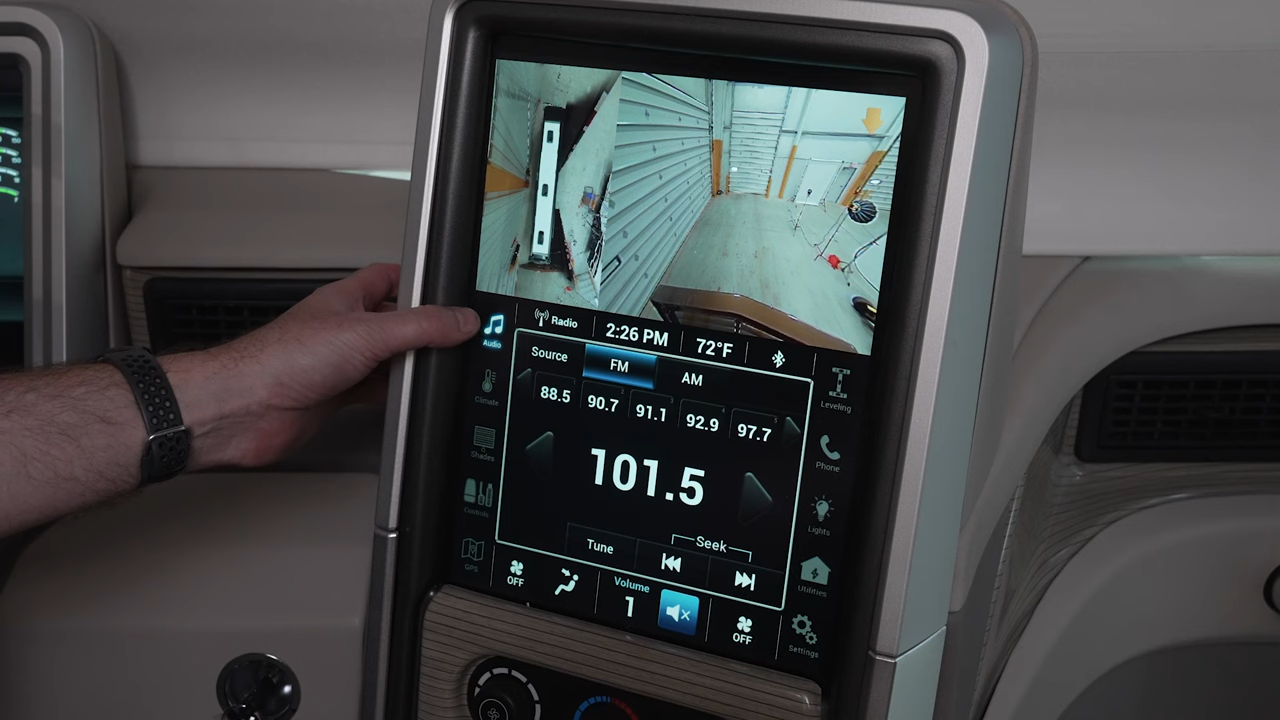 Radio
2:26 PM
72°F
Audio
Source
FM
AM
Leveling
Climate
88.5
90.7
91.1
92.9
97.7
Phone
Shades
101.5
Controls
Lights
Tune
Seek
GPS
OFF
Volume
1
OFF
Utilities
Settings